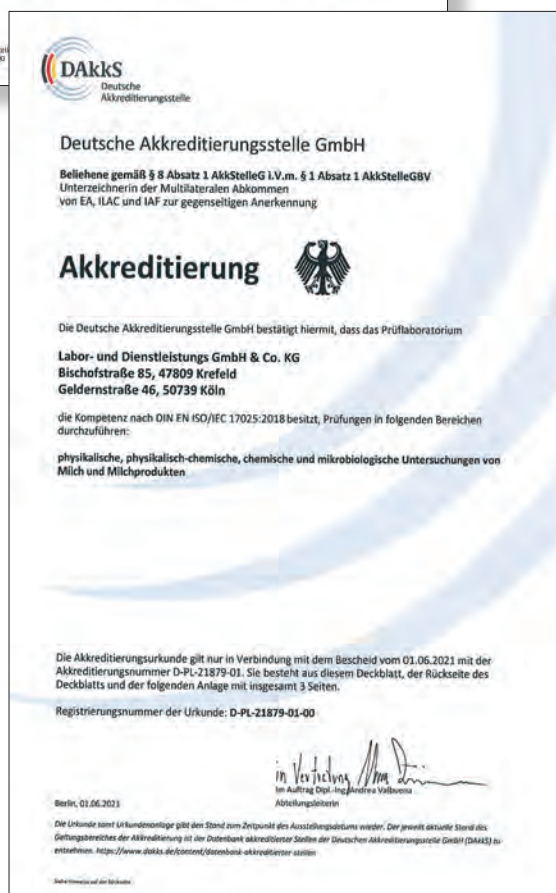 DAkkS
Deutsche
Akkreditierungsstelle
Deutsche Akkreditierungsstelle GmbH
Beliehene gemäß § 8 Absatz 1 AkkStelleG i.V.m. § 1 Absatz 1 AkkStelleGBV
Unterzeichnerin der Multilateralen Abkommen
von EA, ILAC und IAF zur gegenseitigen Anerkennung
Akkreditierung
Die Deutsche Akkreditierungsstelle GmbH bestätigt hiermit, dass das Prüflaboratorium
Labor- und Dienstleistungs GmbH & Co. KG
Bischofstraße 85, 47809 Krefeld
Geldernstraße 46, 50739 Köln
die Kompetenz nach DIN EN ISO/IEC 17025:2018 besitzt, Prüfungen in folgenden Bereichen
durchzuführen:
physikalische, physikalisch-chemische, chemische und mikrobiologische Untersuchungen von
Milch und Milchprodukten
Die Akkreditierungsurkunde gilt nur in Verbindung mit dem Bescheid vom 01.06.2021 mit der
Akkreditierungsnummer D-PL-21879-01. Sie besteht aus diesem Deckblatt, der Rückseite des
Deckblatts und der folgenden Anlage mit insgesamt 3 Seiten.
Registrierungsnummer der Urkunde: D-PL-21879-01-00
in Vertretung
Im Auftrag Dipl.-Ing. Andrea Valbuena
Berlin, 01.06.2021 Abteilungsleiterin
Die Urkunde samt Urkundenanlage gibt den Stand zum Zeitpunkt des Ausstellungsdatums wieder. Der jeweils aktuelle Stand des
Geltungsbereiches der Akkreditierung ist der Datenbank akkreditierter Stellen der Deutschen Akkreditierungsstelle GmbH (DAkkS) zu
entnehmen. https://www.dakks.de/content/datenbank-akkreditierter-stellen
Siehe Hinweise auf der Rückseite